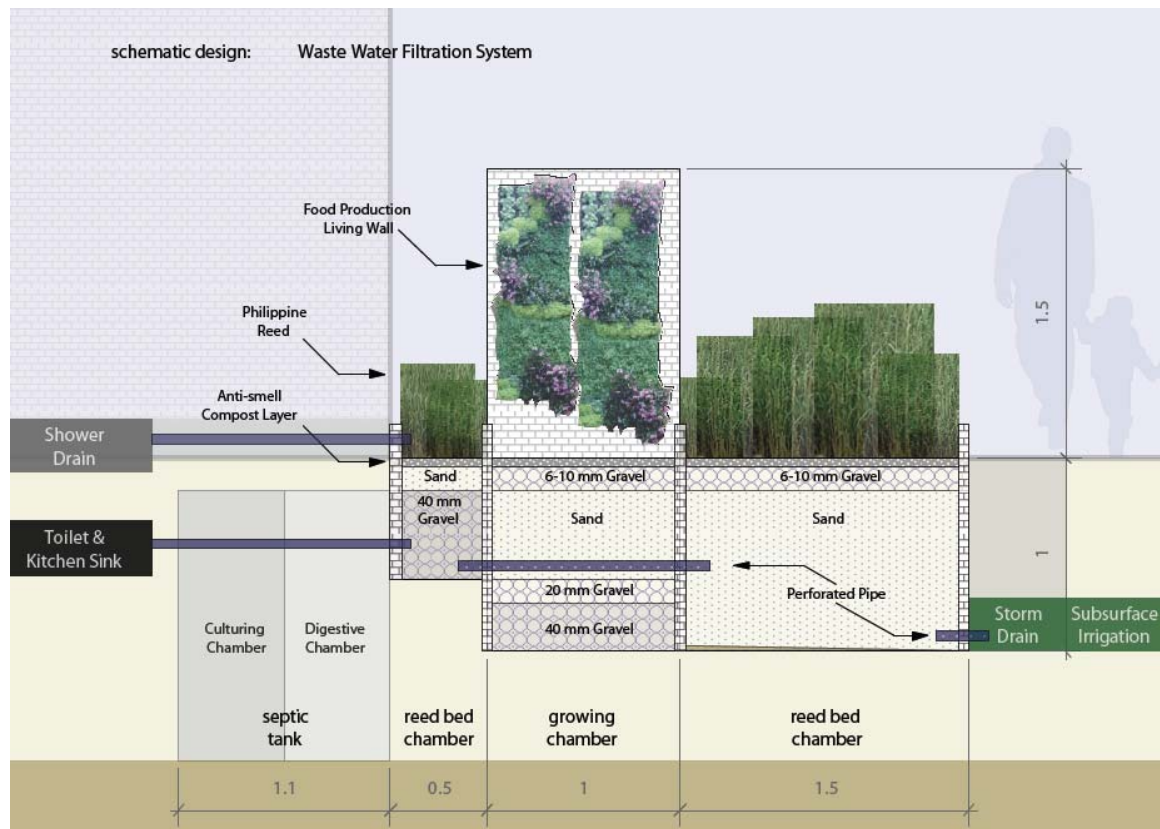 schematic design: Waste Water Filtration System
Food Production
Living Wall
Philippine
Reed
Anti-smell
Compost Layer
1.5
Shower
Drain
Sand
6-10 mm Gravel
6-10 mm Gravel
40 mm
Gravel
Sand
Sand
Toilet &
Kitchen Sink
1
20 mm Gravel
Perforated Pipe
40 mm Gravel
Culturing
Chamber
Digestive
Chamber
Storm
Drain
Subsurface
Irrigation
septic
tank
reed bed
chamber
growing
chamber
reed bed
chamber
1.1
0.5
1
1.5